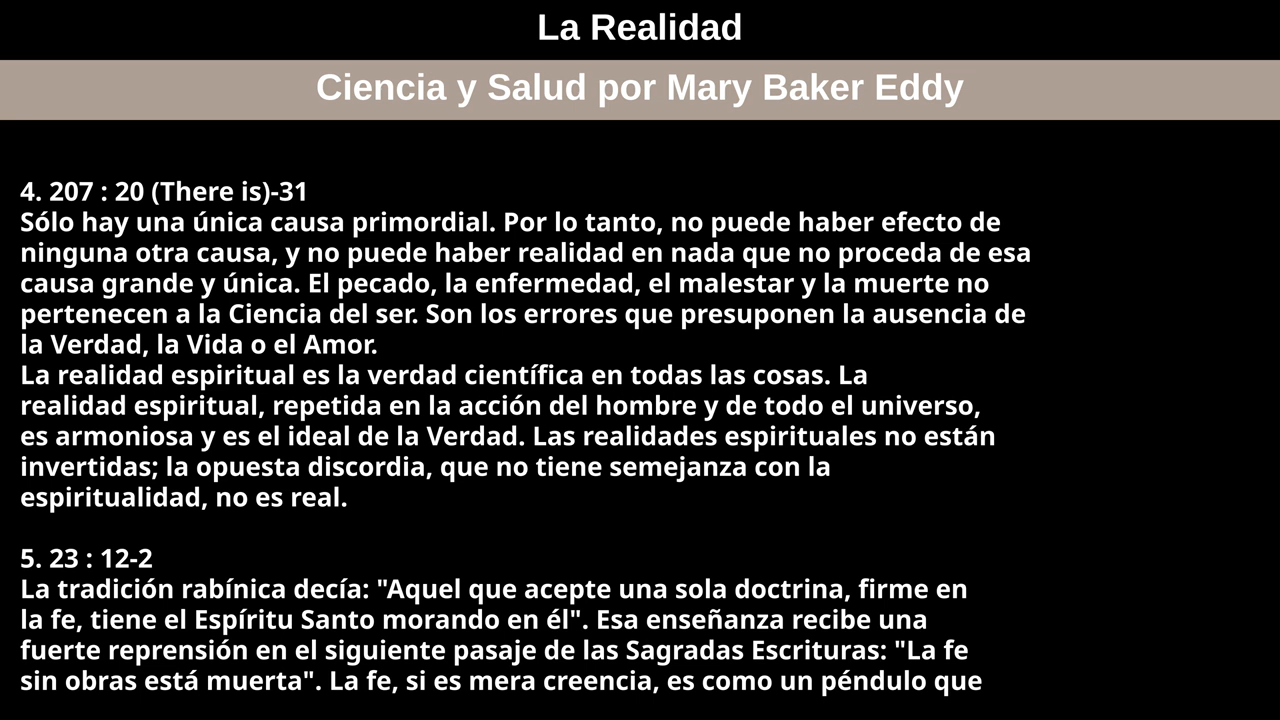 La Realidad
Ciencia y Salud por Mary Baker Eddy
4. 207 : 20 (There is)-31
Sólo hay una única causa primordial. Por lo tanto, no puede haber efecto de
ninguna otra causa, y no puede haber realidad en nada que no proceda de esa
causa grande y única. El pecado, la enfermedad, el malestar y la muerte no
pertenecen a la Ciencia del ser. Son los errores que presuponen la ausencia de
la Verdad, la Vida o el Amor.
La realidad espiritual es la verdad científica en todas las cosas. La
realidad espiritual, repetida en la acción del hombre y de todo el universo,
es armoniosa y es el ideal de la Verdad. Las realidades espirituales no están
invertidas; la opuesta discordia, que no tiene semejanza con la
espiritualidad, no es real.
5. 23 : 12-2
La tradición rabínica decía: "Aquel que acepte una sola doctrina, firme en
la fe, tiene el Espíritu Santo morando en él". Esa enseñanza recibe una
fuerte reprensión en el siguiente pasaje de las Sagradas Escrituras: "La fe
sin obras está muerta". La fe, si es mera creencia, es como un péndulo que